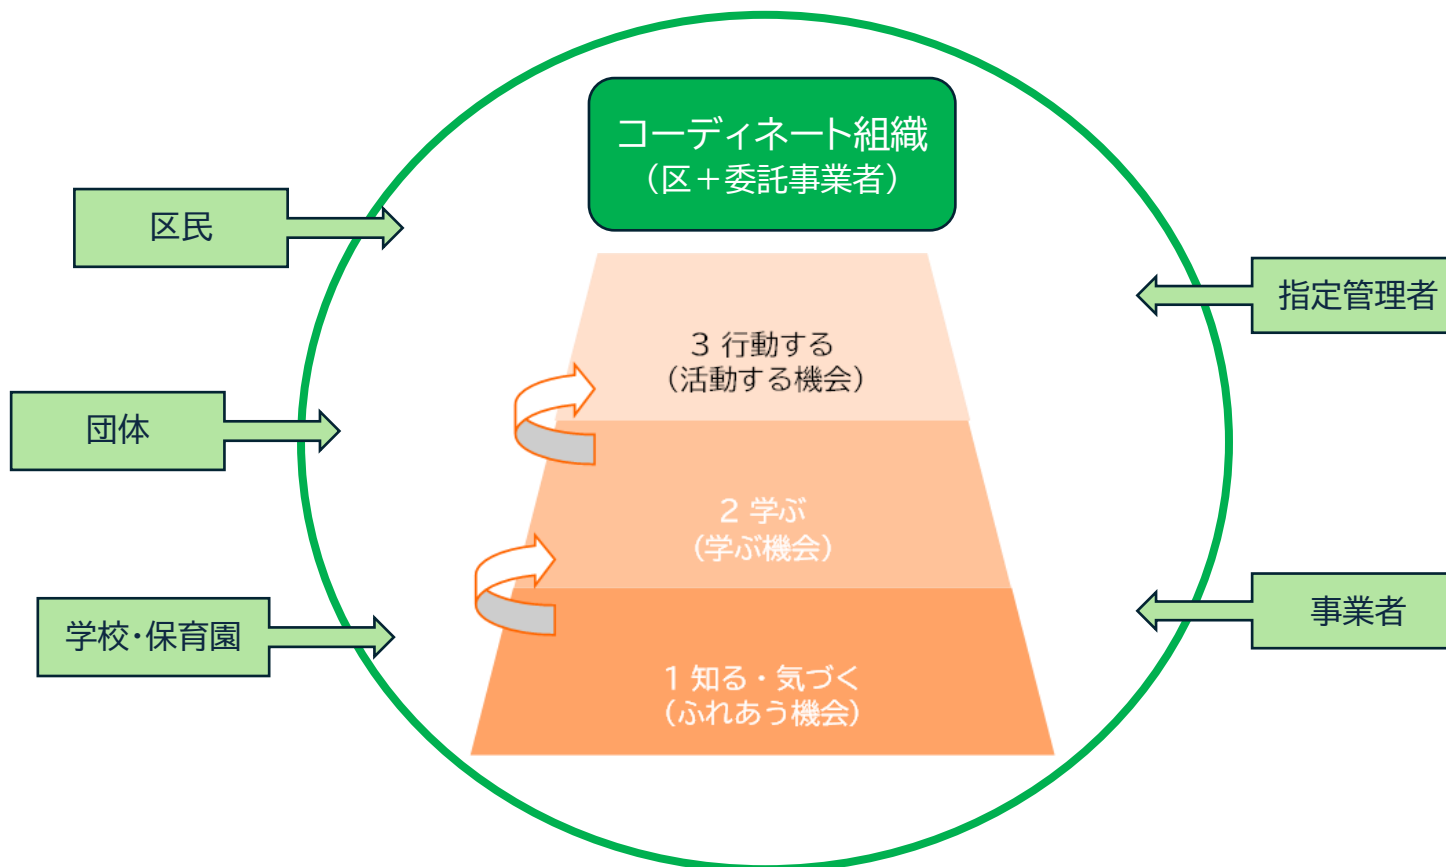 コーディネート組織
（区＋委託事業者）
区民
指定管理者
3 行動する
（活動する機会）
団体
2 学ぶ
（学ぶ機会）
学校・保育園
事業者
1 知る・気づく
（ふれあう機会）